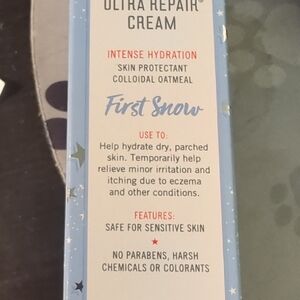 ULTRA REPAIR
CREAM
INTENSE HYDRATION
SKIN PROTECTANT
COLLOIDAL OATMEAL
First Snow
USE TO:
Help hydrate dry, parched
skin. Temporarily help
relieve minor irritation and
itching due to eczema
and other conditions.
FEATURES:
SAFE FOR SENSITIVE SKIN
NO PARABENS, HARSH
CHEMICALS OR COLORANTS